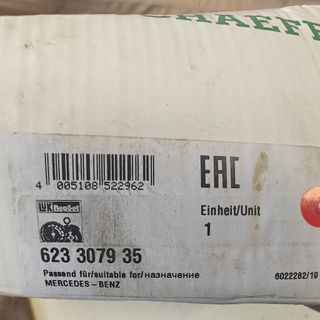 SCHAEFF
4 005108 522962
EAC
LuK RepSet
Einheit/Unit
1
623 3079 35
Passend für/suitable for/назначение
MERCEDES-BENZ
6022282/19